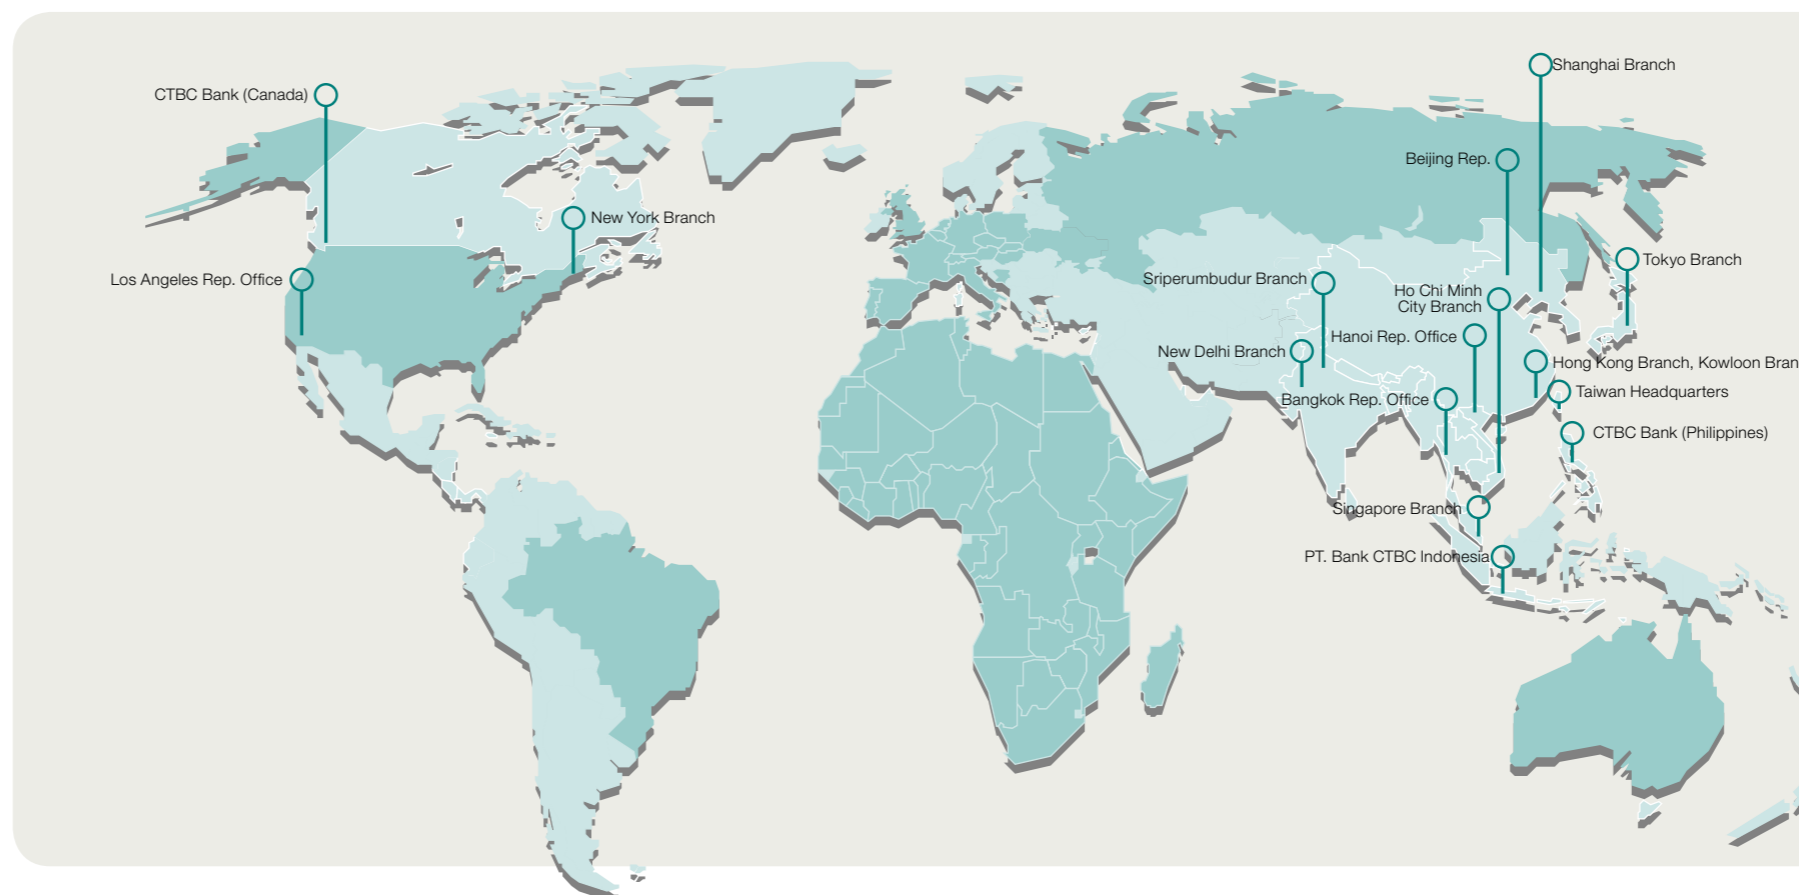 Shanghai Branch
CTBC Bank (Canada)
Beijing Rep.
New York Branch
Tokyo Branch
Los Angeles Rep. Office
Sriperumbudur Branch
Ho Chi Minh
City Branch
Hanoi Rep. Office
New Delhi Branch
Hong Kong Branch, Kowloon Bran
Taiwan Headquarters
Bangkok Rep. Office
CTBC Bank (Philippines)
Singapore Branch
PT. Bank CTBC Indonesia